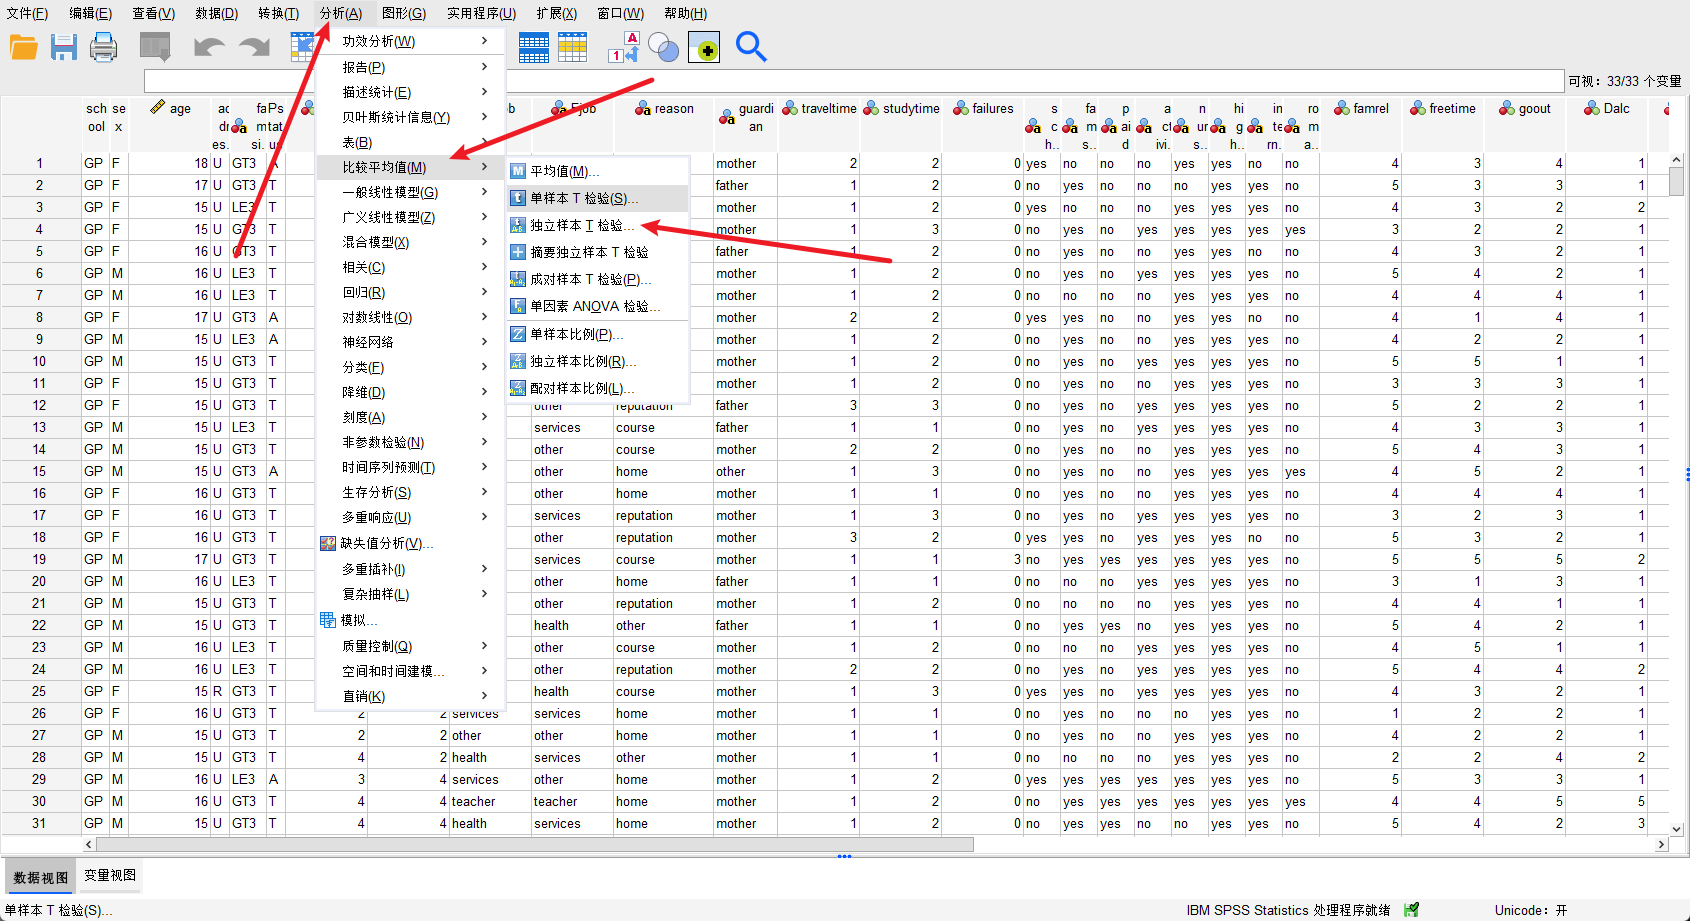 文件(F) 编辑(E) 查看(V) 数据(D) 转换(T) 分析(A) 图形(G) 实用程序(U) 扩展(X) 窗口(W) 帮助(H)
可视：33/33 个变量
功效分析(W)
报告(P)
描述统计(E)
贝叶斯统计信息(Y)
表(B)
比较平均值(M)
一般线性模型(G)
广义线性模型(Z)
混合模型(X)
相关(C)
回归(R)
对数线性(O)
神经网络
分类(F)
降维(D)
刻度(A)
非参数检验(N)
时间序列预测(T)
生存分析(S)
多重响应(U)
缺失值分析(V)...
多重插补(I)
复杂抽样(L)
模拟...
质量控制(Q)
空间和时间建模...
直销(K)
平均值(M)...
单样本 T 检验(S)...
独立样本 T 检验...
摘要独立样本 T 检验
成对样本 T 检验(P)...
单因素 ANOVA 检验...
单样本比例(P)...
独立样本比例(R)...
配对样本比例(L)...
school sex age adres. famsi. Pstatus Fjob reason guardian traveltime studytime failures sch.. fams.. paid activi.. nurs.. high.. intern.. roma.. famrel freetime goout Dalc
1 GP F 18 U GT3 A mother 2 2 0 yes no no no yes yes no no 4 3 4 1
2 GP F 17 U GT3 T father 1 2 0 no yes no no no yes yes no 5 3 3 1
3 GP F 15 U LE3 T mother 1 2 0 yes no no no yes yes yes no 4 3 2 2
4 GP F 15 U GT3 T mother 1 3 0 no yes no yes yes yes yes yes 3 2 2 1
5 GP F 16 U GT3 T father 1 2 0 no yes no no yes yes no no 4 3 2 1
6 GP M 16 U LE3 T mother 1 2 0 no yes no yes yes yes yes no 5 4 2 1
7 GP M 16 U LE3 T mother 1 2 0 no no no no yes yes yes no 4 4 4 1
8 GP F 17 U GT3 A mother 2 2 0 yes yes no no yes yes no no 4 1 4 1
9 GP M 15 U LE3 A mother 1 2 0 no yes no no yes yes yes no 4 2 2 1
10 GP M 15 U GT3 T mother 1 2 0 no yes no yes yes yes yes no 5 5 1 1
11 GP F 15 U GT3 T mother 1 2 0 no yes no no yes yes yes no 3 3 3 1
12 GP F 15 U GT3 T other reputation father 3 3 0 no yes no yes yes yes yes no 5 2 2 1
13 GP M 15 U LE3 T services course father 1 1 0 no yes no yes yes yes yes no 4 3 3 1
14 GP M 15 U GT3 T other course mother 2 2 0 no yes no no yes yes yes no 5 4 3 1
15 GP M 15 U GT3 A other home other 1 3 0 no yes no no yes yes yes yes 4 5 2 1
16 GP F 16 U GT3 T other home mother 1 1 0 no yes no no yes yes yes no 4 4 4 1
17 GP F 16 U GT3 T services reputation mother 1 3 0 no yes no yes yes yes yes no 3 2 3 1
18 GP F 16 U GT3 T other reputation mother 3 2 0 yes yes no yes yes yes no no 5 3 2 1
19 GP M 17 U GT3 T services course mother 1 1 3 no yes yes yes yes yes yes no 5 5 5 2
20 GP M 16 U LE3 T other home father 1 1 0 no no no yes yes yes yes no 3 1 3 1
21 GP M 15 U GT3 T other reputation mother 1 2 0 no no no no yes yes yes no 4 4 1 1
22 GP M 15 U GT3 T health other father 1 1 0 no yes yes no yes yes yes no 5 4 2 1
23 GP M 16 U LE3 T other course mother 1 2 0 no no no yes yes yes yes no 4 5 1 1
24 GP M 16 U LE3 T other reputation mother 2 2 0 no yes no yes yes yes yes no 5 4 4 2
25 GP F 15 R GT3 T health course mother 1 3 0 yes yes no yes yes yes yes no 4 3 2 1
26 GP F 16 U GT3 T 2 2 services services home mother 1 1 0 no yes no no no yes yes no 1 2 2 1
27 GP M 15 U GT3 T 2 2 other other home mother 1 1 0 no yes no no yes yes yes no 4 2 2 1
28 GP M 15 U GT3 T 4 2 health services other mother 1 1 0 no no no no yes yes yes no 2 2 4 2
29 GP M 16 U LE3 A 3 4 services other home mother 1 2 0 yes yes yes yes yes yes yes no 5 3 3 1
30 GP M 16 U GT3 T 4 4 teacher teacher home mother 1 2 0 no yes yes yes yes yes yes yes 4 4 5 5
31 GP M 15 U GT3 T 4 4 health services home mother 1 2 0 no yes yes no no yes yes no 5 4 2 3
数据视图 变量视图
单样本 T 检验(S)... IBM SPSS Statistics 处理程序就绪 Unicode：开